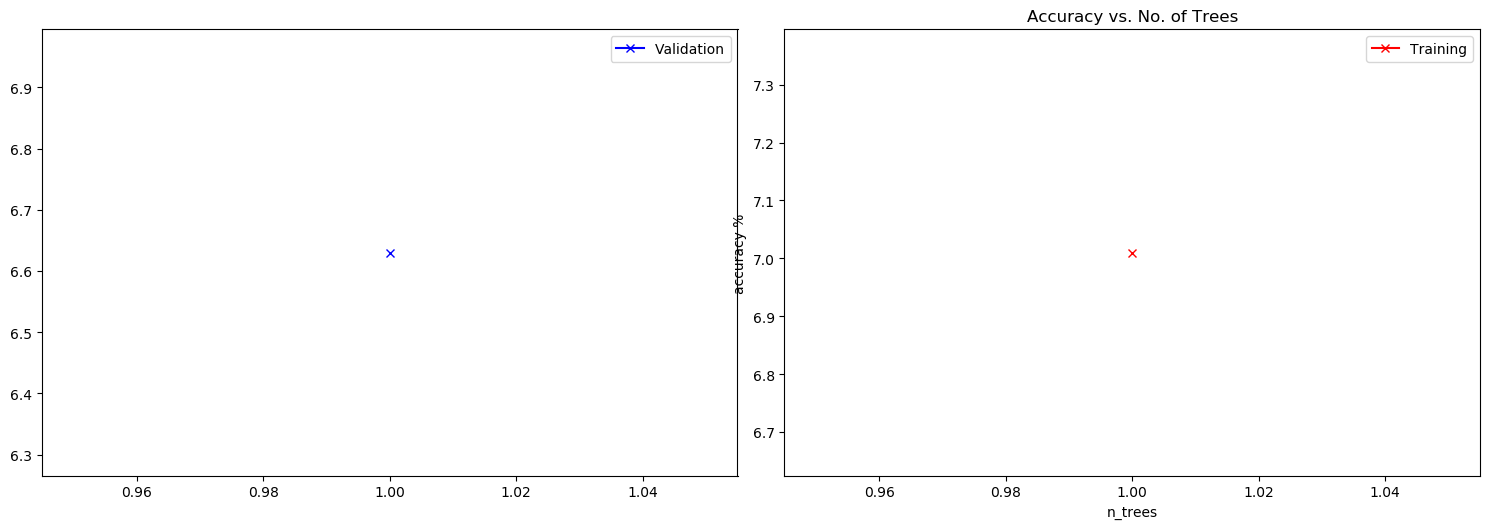 Validation
6.9
6.8
6.7
6.6
6.5
6.4
6.3
0.96 0.98 1.00 1.02 1.04
Accuracy vs. No. of Trees
Training
accuracy %
7.3
7.2
7.1
7.0
6.9
6.8
6.7
0.96 0.98 1.00 1.02 1.04
n_trees